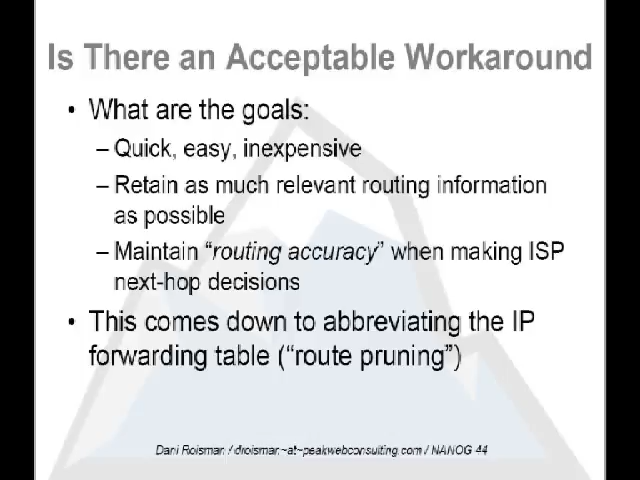 Is There an Acceptable Workaround
• What are the goals:
– Quick, easy, inexpensive
– Retain as much relevant routing information
as possible
– Maintain “routing accuracy” when making ISP
next-hop decisions
• This comes down to abbreviating the IP
forwarding table (“route pruning”)
Dani Roisman / droisman~at~peakwebconsulting.com / NANOG 44